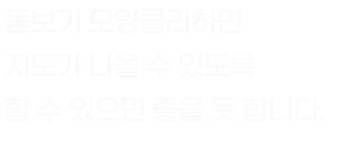 돋보기 모양클리하면
지도가 나올 수 있도록
할 수 있으면 좋을 듯 합니다.